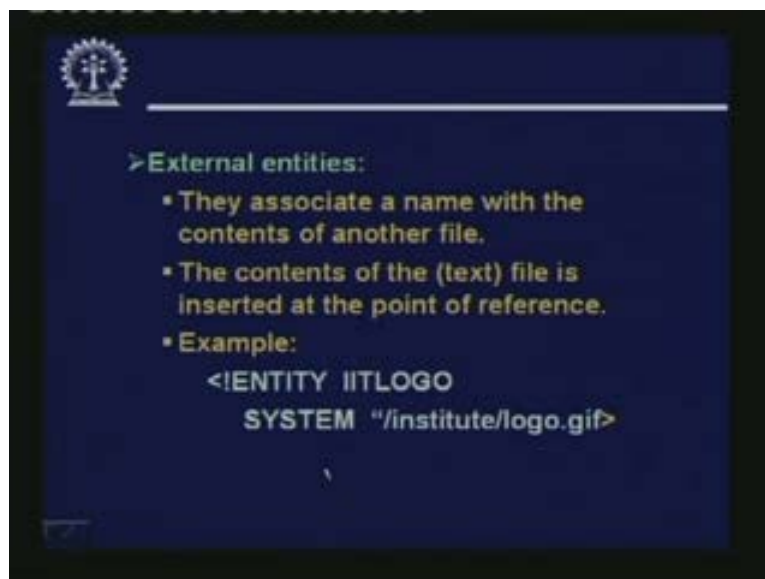 ➢External entities:
▪ They associate a name with the
contents of another file.
▪ The contents of the (text) file is
inserted at the point of reference.
▪ Example:
<!ENTITY IITLOGO
SYSTEM “/institute/logo.gif>